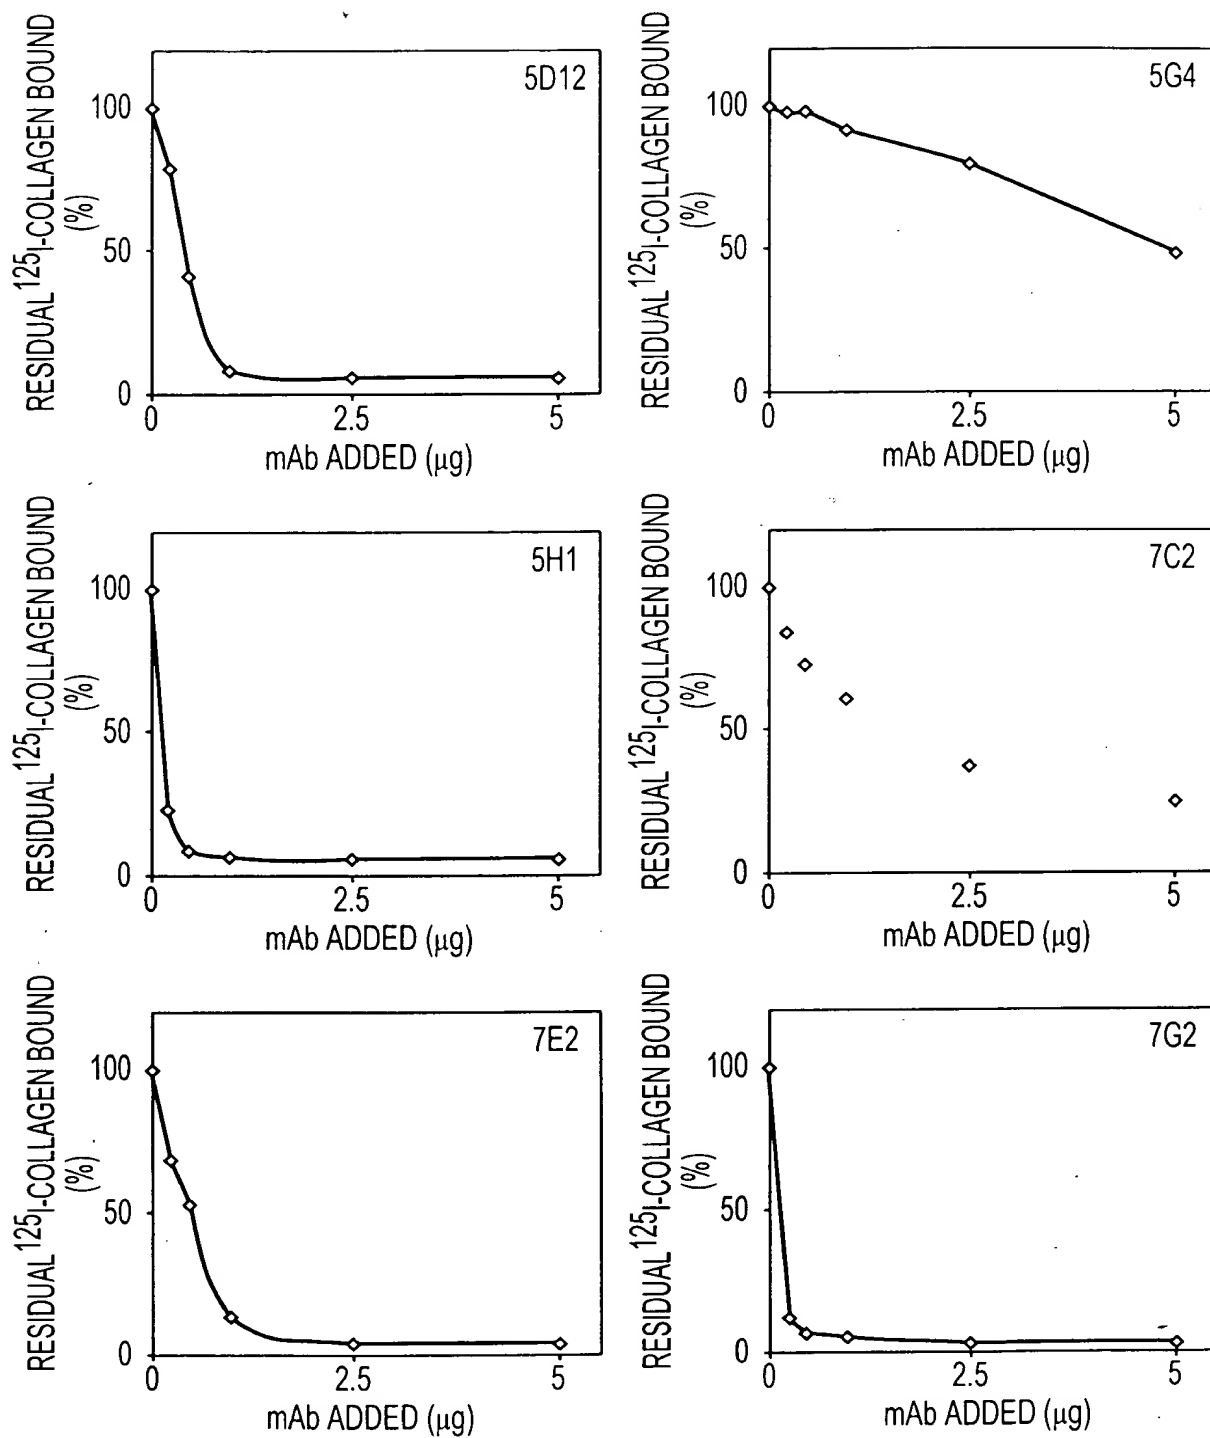 RESIDUAL ¹²⁵I-COLLAGEN BOUND
(%)
5D12
100
50
0
0 2.5 5
mAb ADDED (µg)
RESIDUAL ¹²⁵I-COLLAGEN BOUND
(%)
5G4
100
50
0
0 2.5 5
mAb ADDED (µg)
RESIDUAL ¹²⁵I-COLLAGEN BOUND
(%)
5H1
100
50
0
0 2.5 5
mAb ADDED (µg)
RESIDUAL ¹²⁵I-COLLAGEN BOUND
(%)
7C2
100
50
0
0 2.5 5
mAb ADDED (µg)
RESIDUAL ¹²⁵I-COLLAGEN BOUND
(%)
7E2
100
50
0
0 2.5 5
mAb ADDED (µg)
RESIDUAL ¹²⁵I-COLLAGEN BOUND
(%)
7G2
100
50
0
0 2.5 5
mAb ADDED (µg)